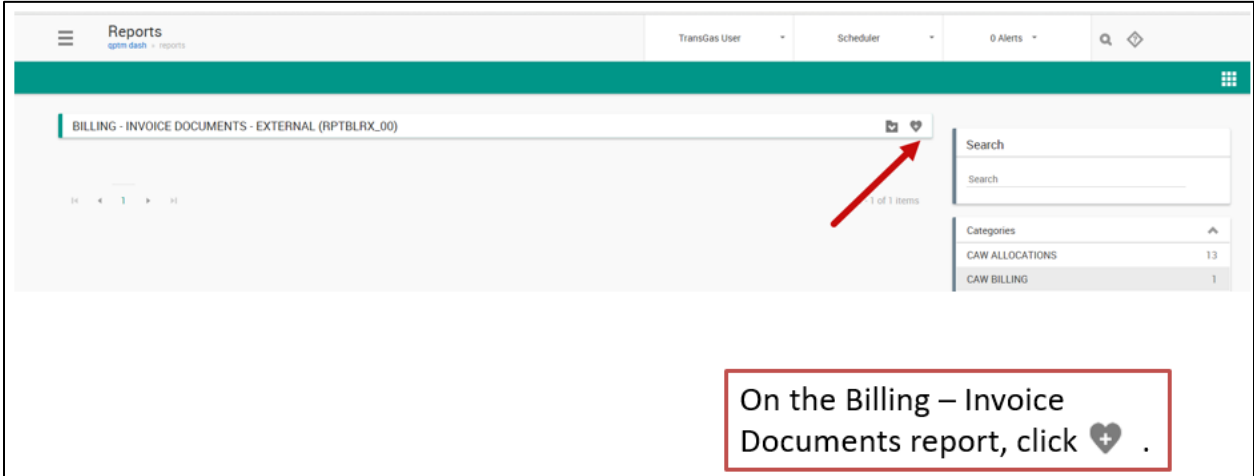 Reports
qptm dash » reports
TransGas User
Scheduler
0 Alerts
BILLING - INVOICE DOCUMENTS - EXTERNAL (RPTBLRX_00)
1
1 of 1 items
Search
Search
Categories
CAW ALLOCATIONS 13
CAW BILLING 1
On the Billing – Invoice
Documents report, click .